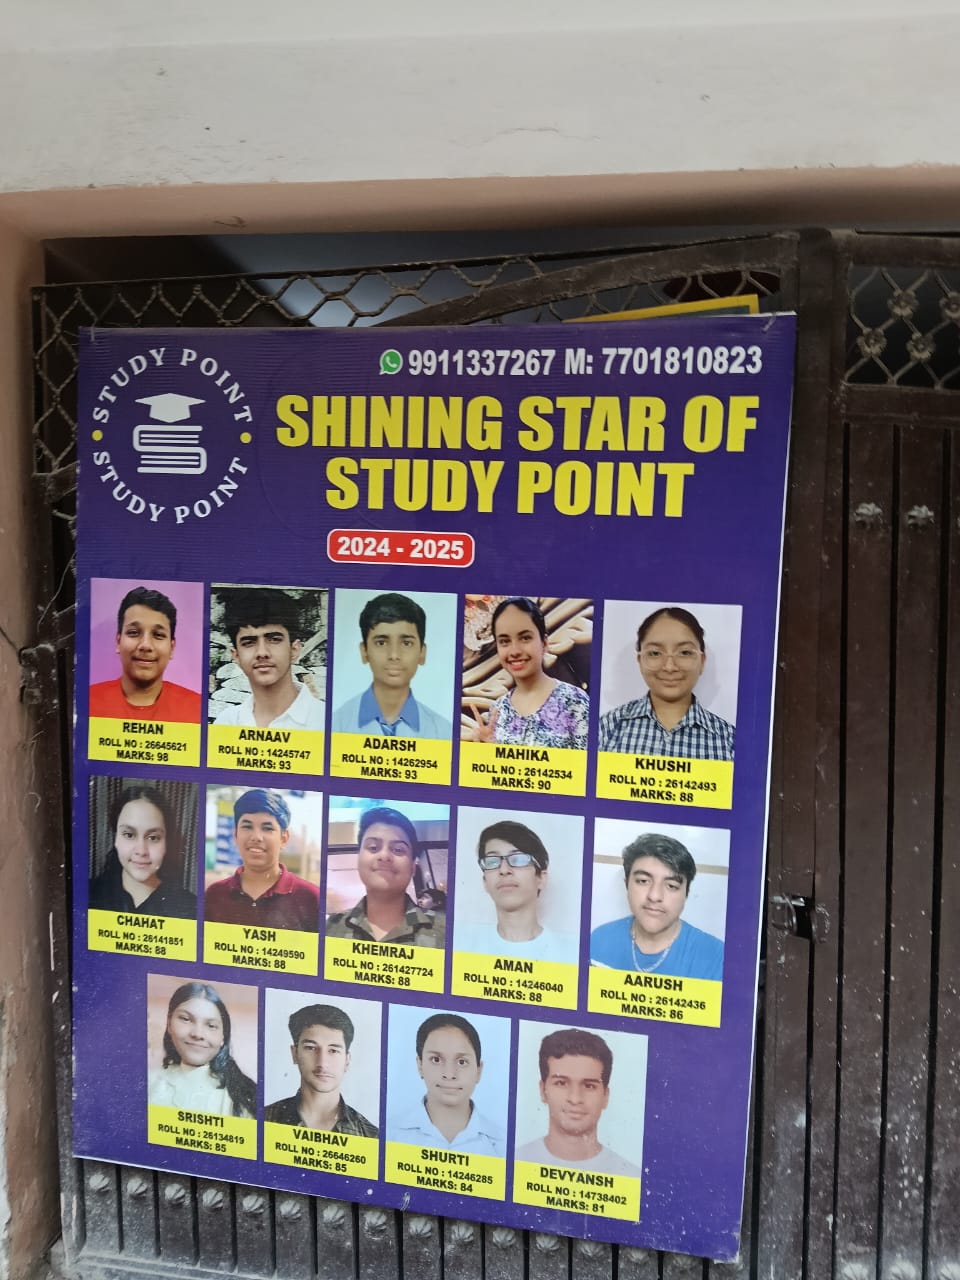 STUDY POINT
STUDY POINT
9911337267 M: 7701810823
SHINING STAR OF
STUDY POINT
2024 - 2025
REHAN
ROLL NO : 26645621
MARKS: 98
ARNAAV
ROLL NO : 14245747
MARKS: 93
ADARSH
ROLL NO : 14262954
MARKS: 93
MAHIKA
ROLL NO : 26142534
MARKS: 90
KHUSHI
ROLL NO : 26142493
MARKS: 88
CHAHAT
ROLL NO : 26141851
MARKS: 88
YASH
ROLL NO : 14249590
MARKS: 88
KHEMRAJ
ROLL NO : 261427724
MARKS: 88
AMAN
ROLL NO : 14246040
MARKS: 88
AARUSH
ROLL NO : 26142436
MARKS: 86
SRISHTI
ROLL NO : 26134819
MARKS: 85
VAIBHAV
ROLL NO : 26646260
MARKS: 85
SHURTI
ROLL NO : 14246285
MARKS: 84
DEVYANSH
ROLL NO : 14738402
MARKS: 81